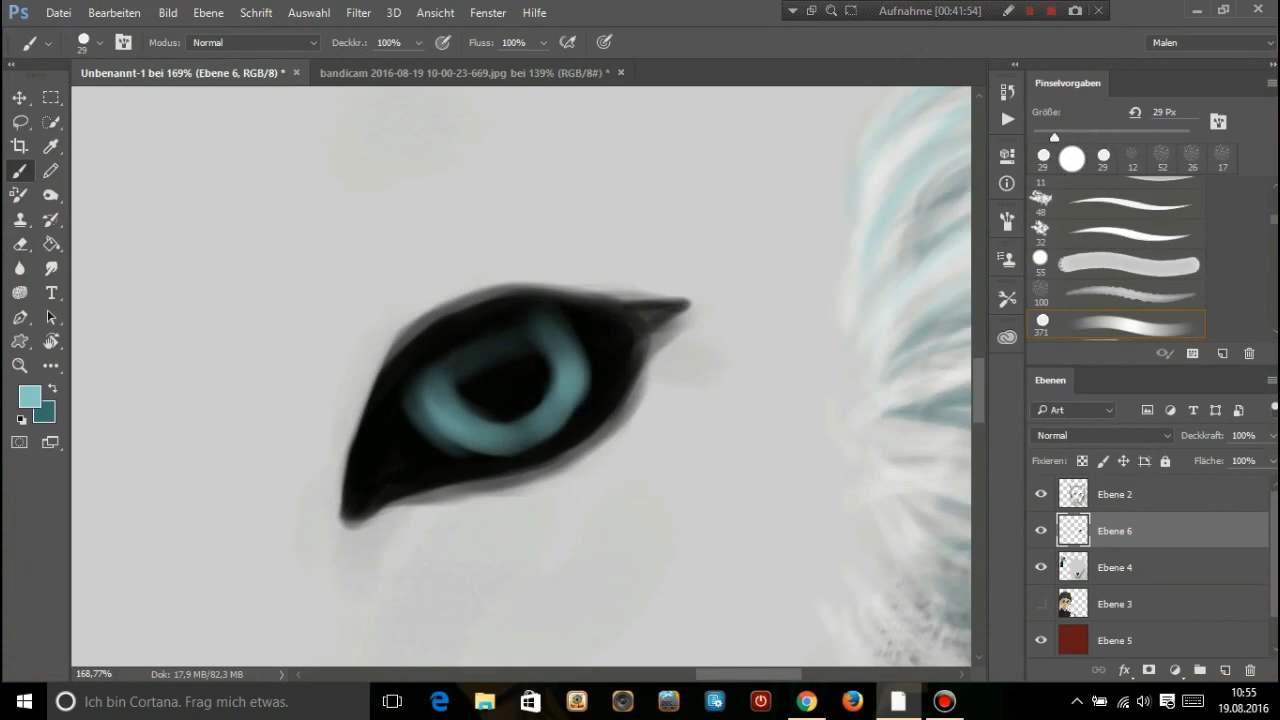 Ps Datei Bearbeiten Bild Ebene Schrift Auswahl Filter 3D Ansicht Fenster Hilfe Aufnahme [00:41:54]
29 Modus: Normal Deckkr.: 100% Fluss: 100% Malen
Unbenannt-1 bei 169% (Ebene 6, RGB/8) * × bandicam 2016-08-19 10-00-23-669.jpg bei 139% (RGB/8#) * ×
Pinselvorgaben
Größe: 29 Px
29 29 12 52 26 17
11
48
32
55
100
371
Ebenen
Art
Normal Deckkraft: 100%
Fixieren: Fläche: 100%
Ebene 2
Ebene 6
Ebene 4
Ebene 3
Ebene 5
fx
168,77% Dok: 17,9 MB/82,3 MB
Ich bin Cortana. Frag mich etwas.
10:55
19.08.2016